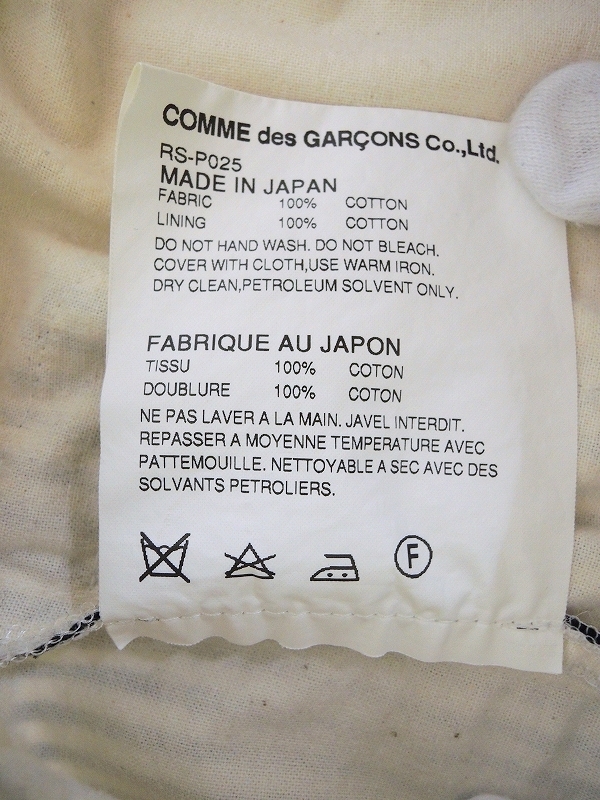 COMME des GARÇONS Co.,Ltd.
RS-P025
MADE IN JAPAN
FABRIC 100% COTTON
LINING 100% COTTON
DO NOT HAND WASH. DO NOT BLEACH.
COVER WITH CLOTH,USE WARM IRON.
DRY CLEAN,PETROLEUM SOLVENT ONLY.
FABRIQUE AU JAPON
TISSU 100% COTON
DOUBLURE 100% COTON
NE PAS LAVER A LA MAIN. JAVEL INTERDIT.
REPASSER A MOYENNE TEMPERATURE AVEC
PATTEMOUILLE. NETTOYABLE A SEC AVEC DES
SOLVANTS PETROLIERS.
F